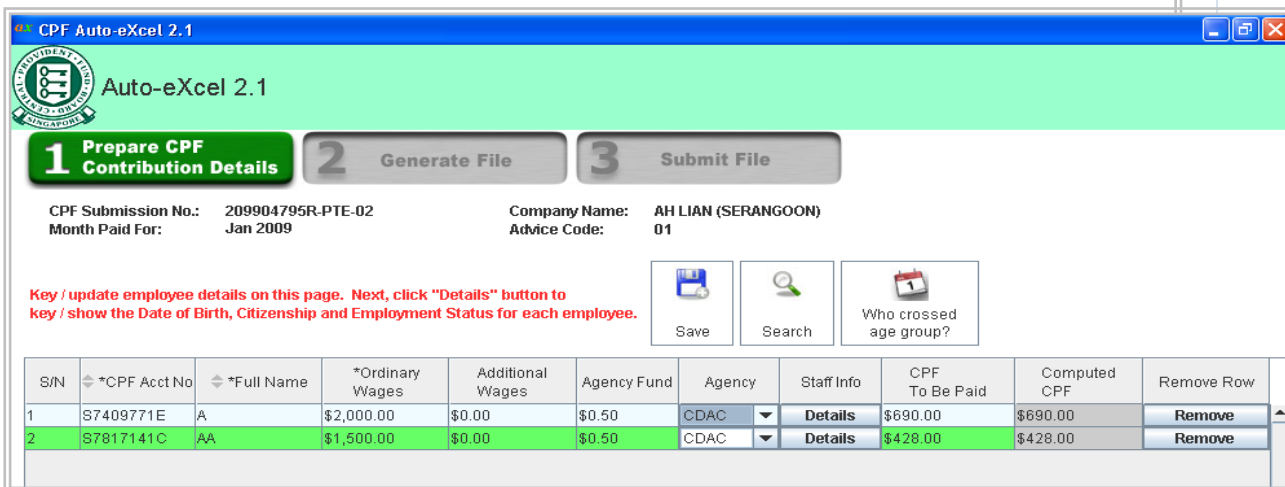 ax CPF Auto-eXcel 2.1
CENTRAL PROVIDENT FUND BOARD
SINGAPORE
Auto-eXcel 2.1
1 Prepare CPF Contribution Details 2 Generate File 3 Submit File
CPF Submission No.: 209904795R-PTE-02 Company Name: AH LIAN (SERANGOON)
Month Paid For: Jan 2009 Advice Code: 01
Key / update employee details on this page. Next, click "Details" button to
key / show the Date of Birth, Citizenship and Employment Status for each employee.
Save Search Who crossed age group?
S/N *CPF Acct No *Full Name *Ordinary Wages Additional Wages Agency Fund Agency Staff Info CPF To Be Paid Computed CPF Remove Row
1 S7409771E A $2,000.00 $0.00 $0.50 CDAC Details $690.00 $690.00 Remove
2 S7817141C AA $1,500.00 $0.00 $0.50 CDAC Details $428.00 $428.00 Remove